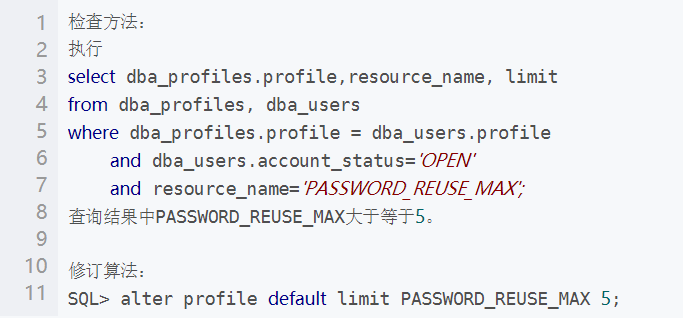 1 检查方法：
2 执行
3 select dba_profiles.profile,resource_name, limit
4 from dba_profiles, dba_users
5 where dba_profiles.profile = dba_users.profile
6     and dba_users.account_status='OPEN'
7     and resource_name='PASSWORD_REUSE_MAX';
8 查询结果中PASSWORD_REUSE_MAX大于等于5。
9
10 修订算法：
11 SQL> alter profile default limit PASSWORD_REUSE_MAX 5;